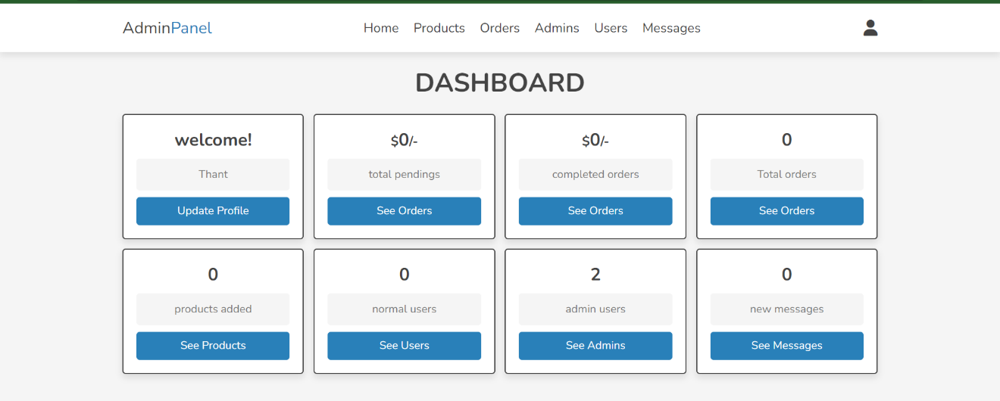 AdminPanel
Home Products Orders Admins Users Messages
DASHBOARD
welcome!
Thant
Update Profile
$0/-
total pendings
See Orders
$0/-
completed orders
See Orders
0
Total orders
See Orders
0
products added
See Products
0
normal users
See Users
2
admin users
See Admins
0
new messages
See Messages